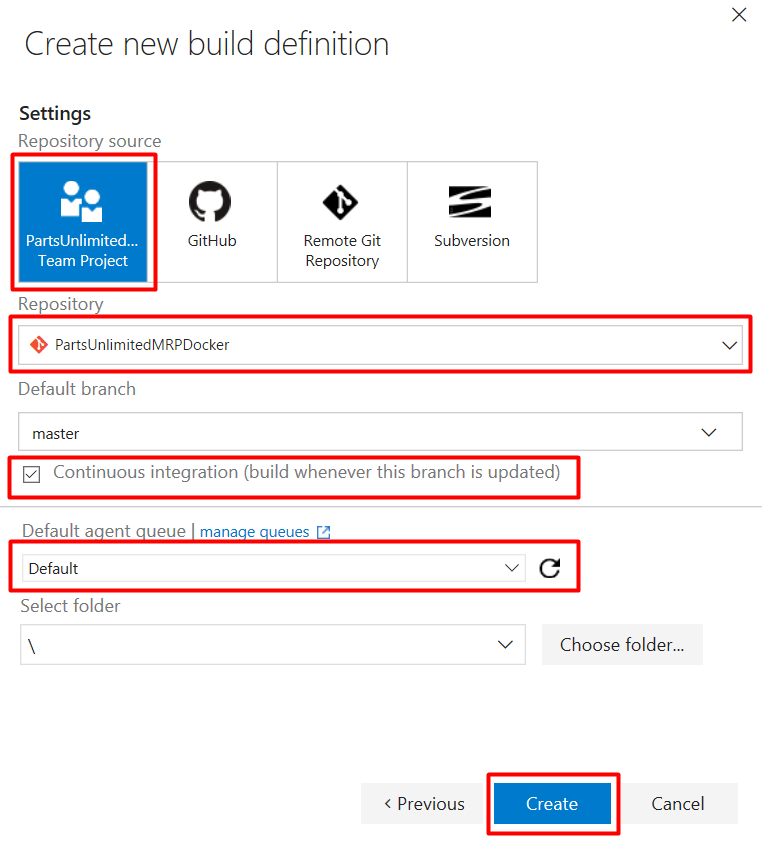 Create new build definition
Settings
Repository source
PartsUnlimited...
Team Project
GitHub
Remote Git
Repository
Subversion
Repository
PartsUnlimitedMRPDocker
Default branch
master
Continuous integration (build whenever this branch is updated)
Default agent queue | manage queues
Default
Select folder
\
Choose folder...
< Previous
Create
Cancel